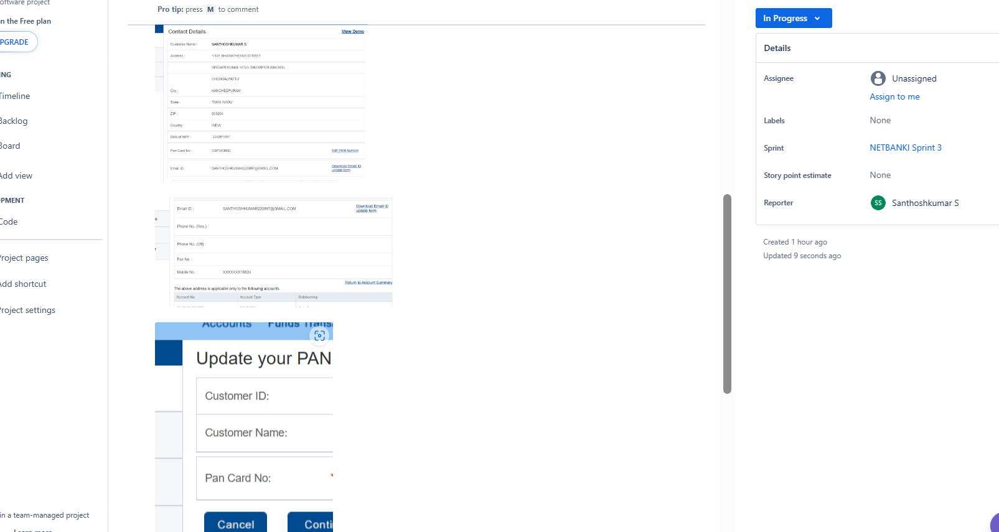 oftware project
n the Free plan
PGRADE
ING
Timeline
Backlog
Board
Add view
OPMENT
Code
Project pages
Add shortcut
Project settings
in a team-managed project
Learn more
Pro tip: press M to comment
Contact Details
View Demo
Customer Name : SANTHOSHKUMAR S
Address : 1/131 BHARATHIYAR STREET
SINGAPERUMAL KOVIL SINGAPERUMALKOIL
CHENGALPATTU
City : KANCHEEPURAM
State : TAMIL NADU
ZIP : 603204
Country : INDIA
Date of Birth : 22/08/1997
Pan Card No :
Edit PAN Number
Email ID : SANTHOSHKUMAR220897@GMAIL.COM
Download Email ID
update form
Email ID : SANTHOSHKUMAR220897@GMAIL.COM
Download Email ID
update form
Phone No. (Res.) :
Phone No. (Off) :
Fax No. :
Mobile No. : XXXXXXX10824
Return to Account Summary
The above address is applicable only to the following accounts.
Account No Account Type Relationship
Accounts Funds Trans
Update your PAN
Customer ID:
Customer Name:
Pan Card No: *
Cancel Conti
In Progress
Details
Assignee Unassigned
Assign to me
Labels None
Sprint NETBANKI Sprint 3
Story point estimate None
Reporter SS Santhoshkumar S
Created 1 hour ago
Updated 9 seconds ago